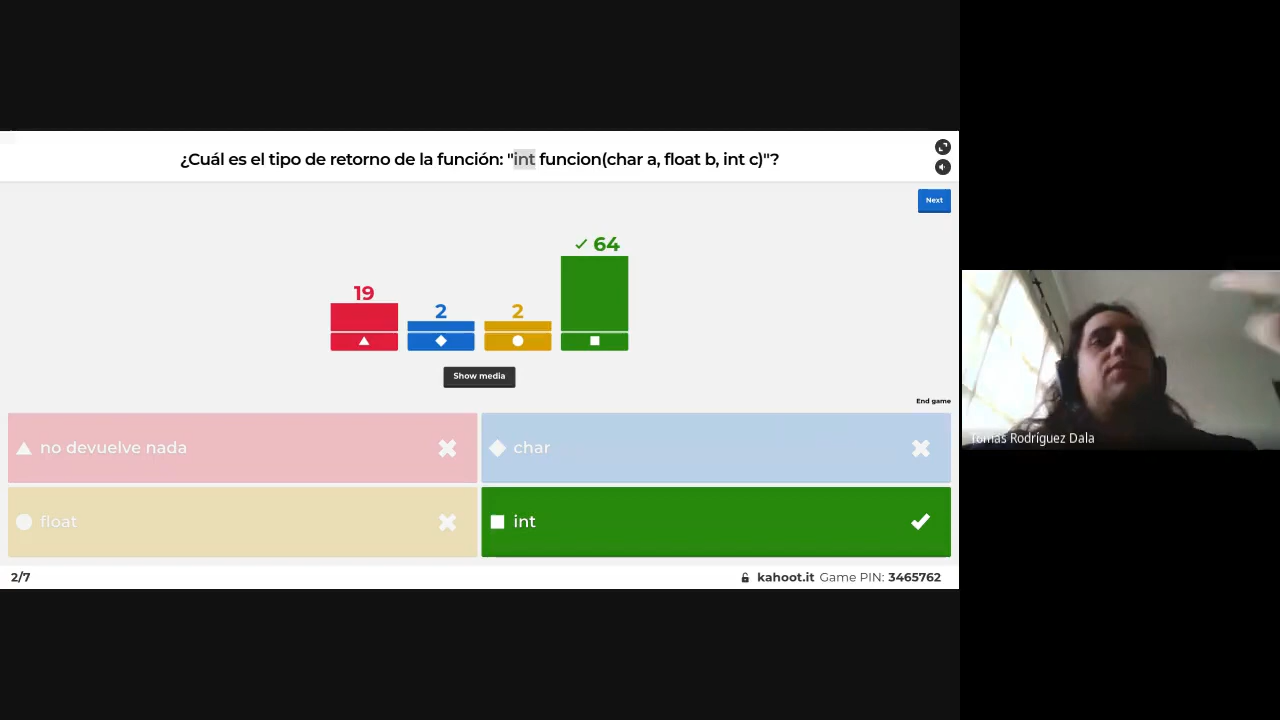 ¿Cuál es el tipo de retorno de la función: "int funcion(char a, float b, int c)"?
Next
19
2
2
64
Show media
End game
no devuelve nada
char
float
int
2/7
kahoot.it Game PIN: 3465762
Tomás Rodríguez Dala